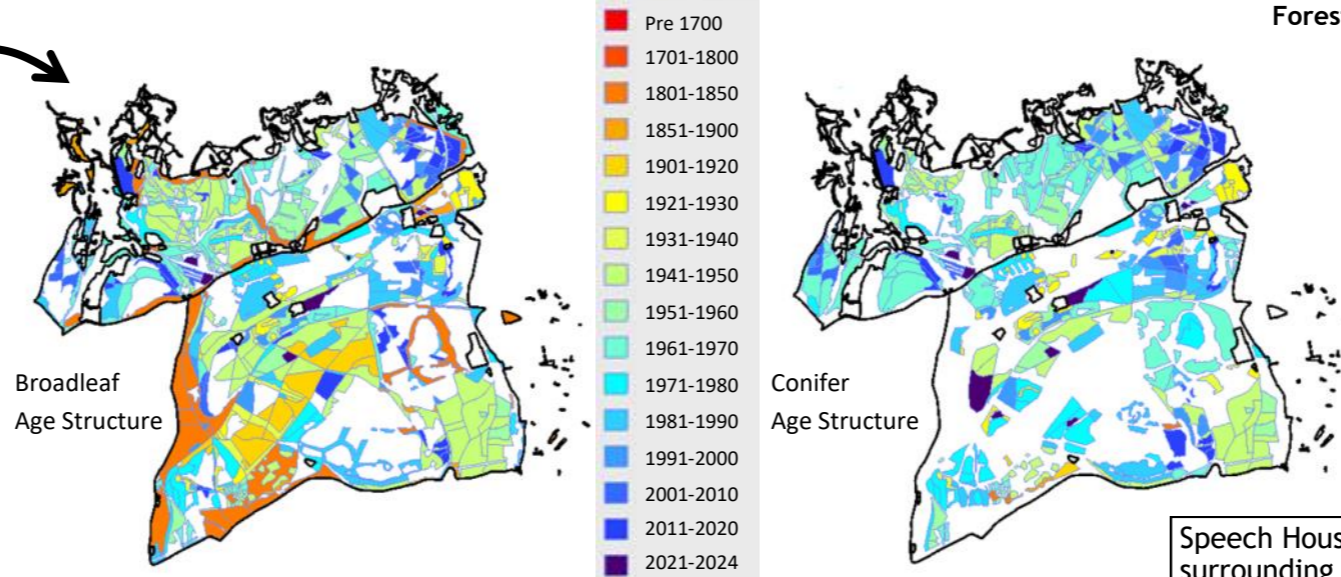 Fores
Pre 1700
1701-1800
1801-1850
1851-1900
1901-1920
1921-1930
1931-1940
1941-1950
1951-1960
1961-1970
1971-1980
1981-1990
1991-2000
2001-2010
2011-2020
2021-2024
Broadleaf
Age Structure
Conifer
Age Structure
Speech Hous
surrounding